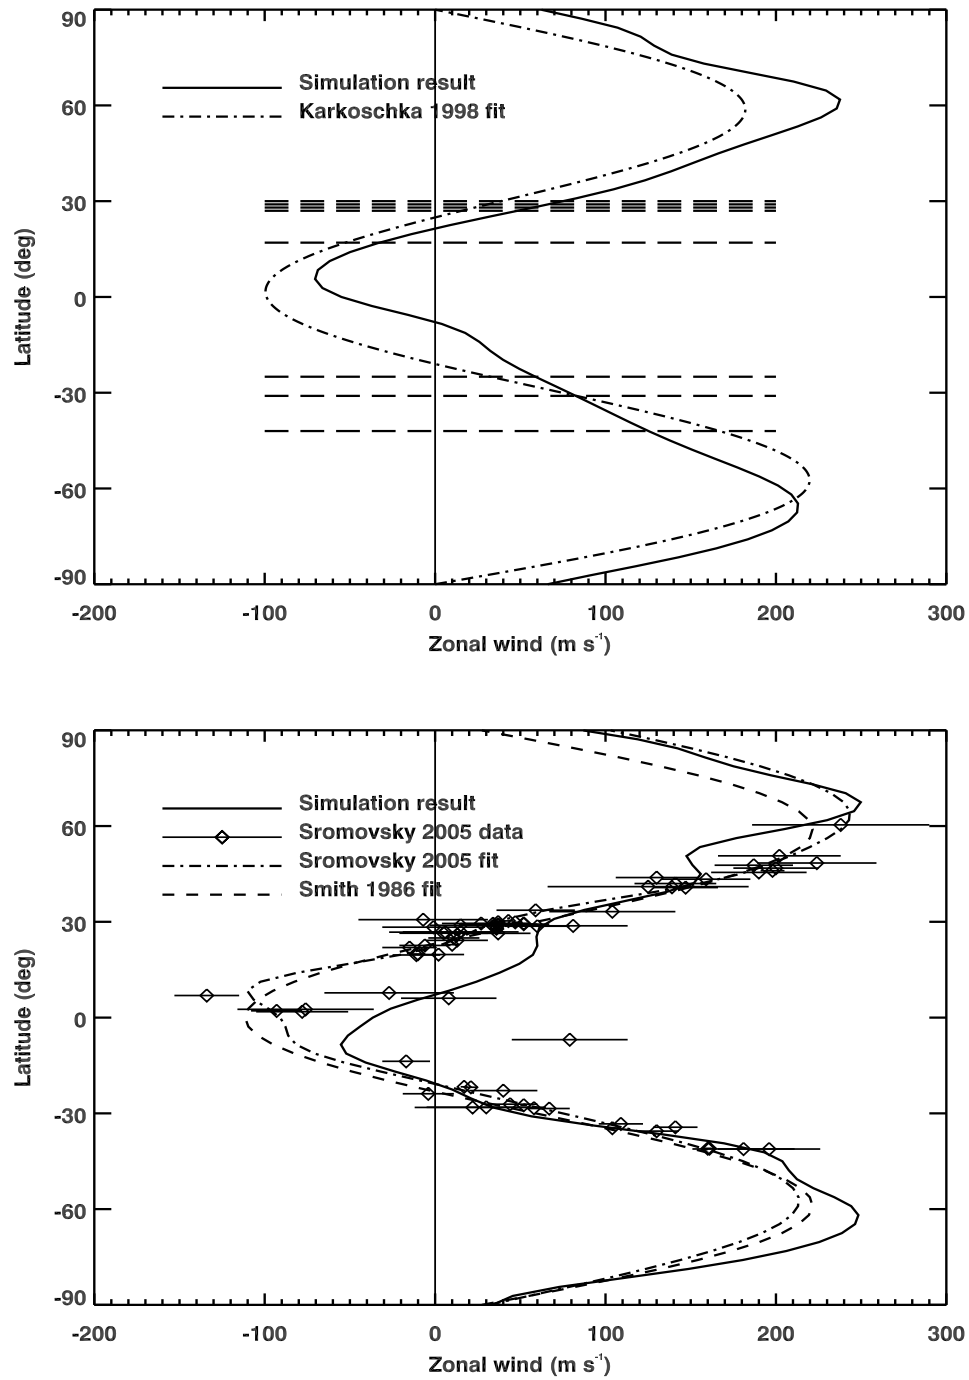 90
Simulation result
Karkoschka 1998 fit
60
30
0
-30
-60
-90
Latitude (deg)
-200 -100 0 100 200 300
Zonal wind (m s-1)
90
Simulation result
Sromovsky 2005 data
Sromovsky 2005 fit
Smith 1986 fit
60
30
0
-30
-60
-90
Latitude (deg)
-200 -100 0 100 200 300
Zonal wind (m s-1)